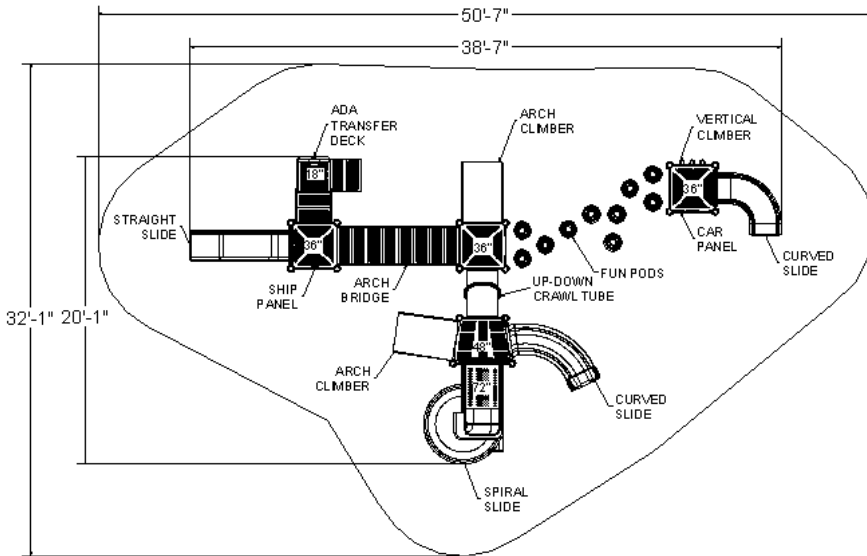 50'-7"
38'-7"
ADA
TRANSFER
DECK
ARCH
CLIMBER
VERTICAL
CLIMBER
18"
36"
STRAIGHT
SLIDE
36"
36"
CAR
PANEL
CURVED
SLIDE
SHIP
PANEL
ARCH
BRIDGE
FUN PODS
UP-DOWN
CRAWL TUBE
32'-1"
20'-1"
48"
ARCH
CLIMBER
72"
CURVED
SLIDE
SPIRAL
SLIDE